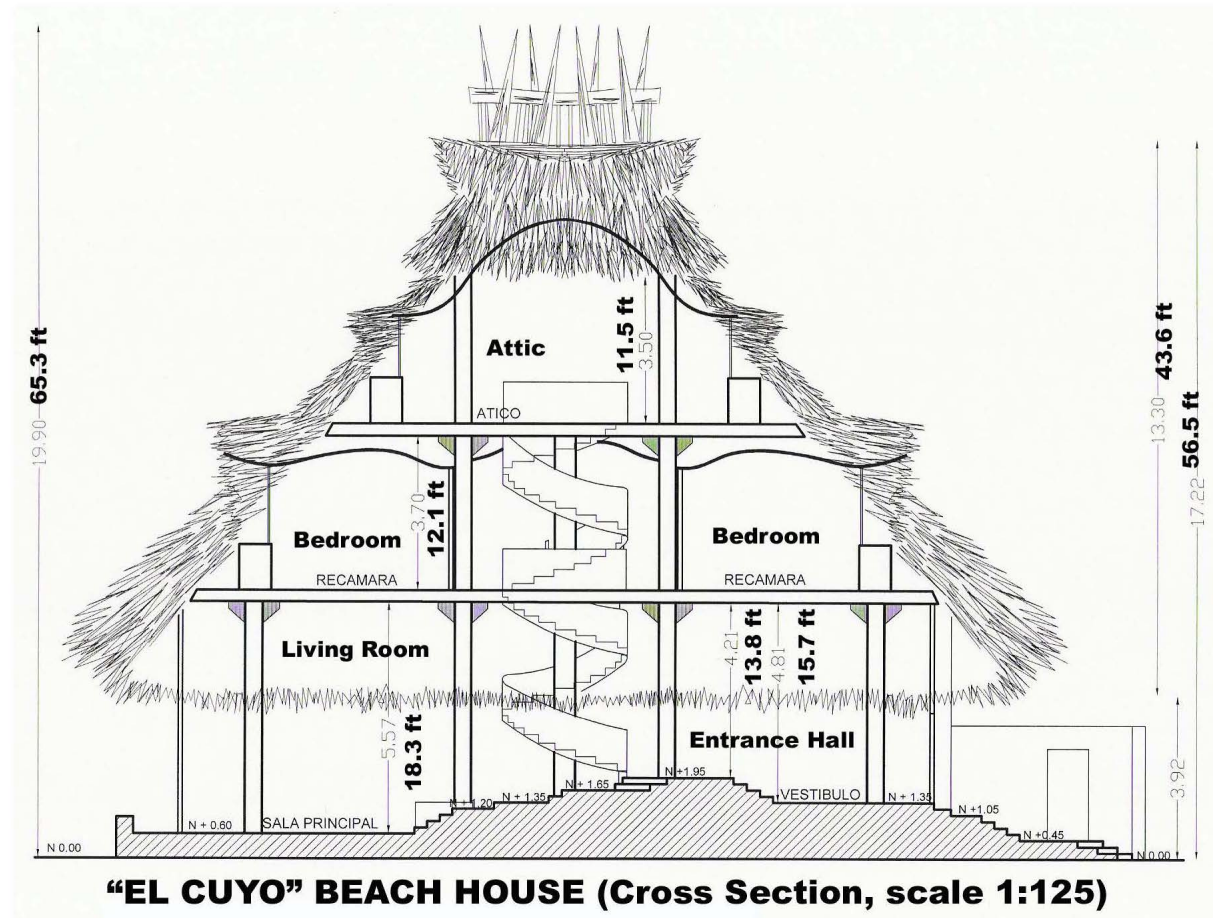 65.3 ft
19.90
43.6 ft
13.30
56.5 ft
17.22
11.5 ft
3.50
Attic
ATICO
3.70
12.1 ft
Bedroom
Bedroom
RECAMARA
RECAMARA
Living Room
4.21
13.8 ft
4.81
15.7 ft
5.57
18.3 ft
Entrance Hall
3.92
N +1.95
N + 1.65
N + 1.35
N + 1.20
VESTIBULO
N + 1.35
N +1.05
N + 0.60
SALA PRINCIPAL
N +0.45
N 0.00
N 0.00
“EL CUYO” BEACH HOUSE (Cross Section, scale 1:125)